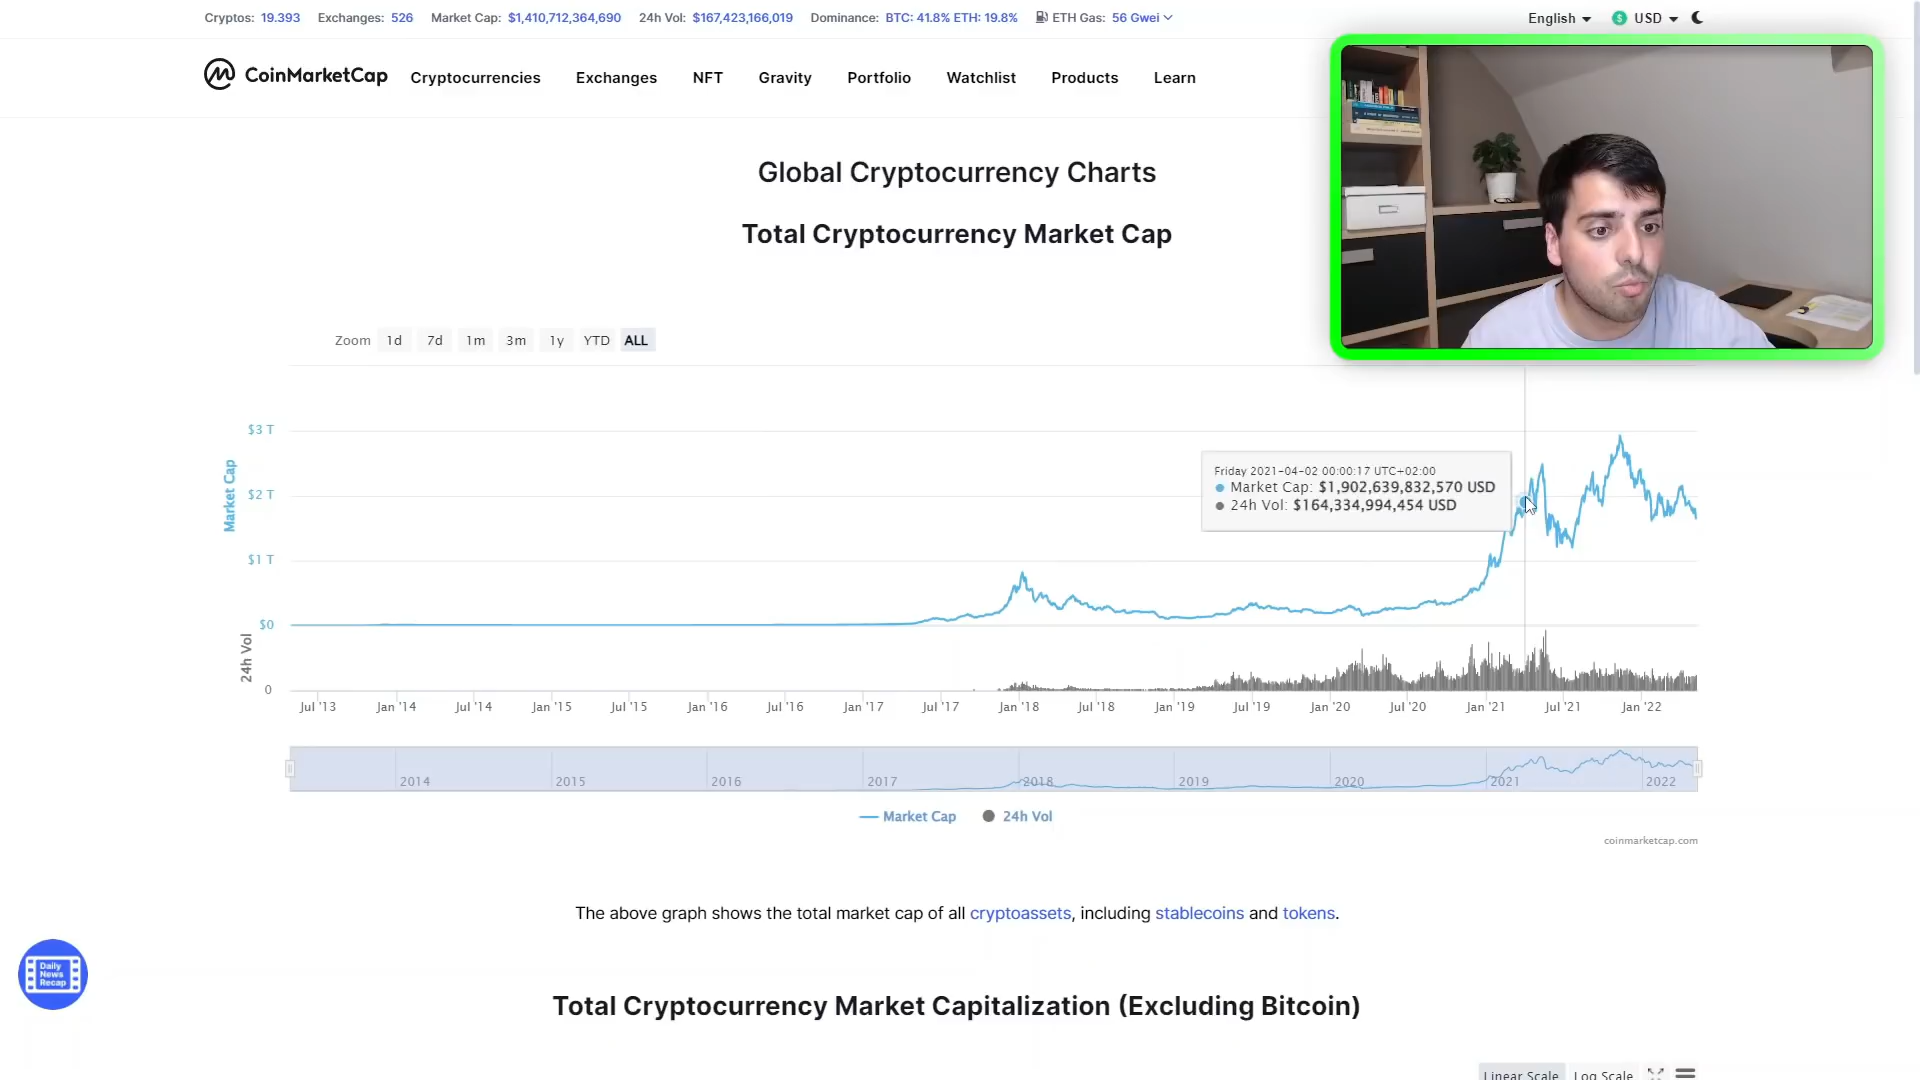 Cryptos: 19.393 Exchanges: 526 Market Cap: $1,410,712,364,690 24h Vol: $167,423,166,019 Dominance: BTC: 41.8% ETH: 19.8% ETH Gas: 56 Gwei English USD
CoinMarketCap Cryptocurrencies Exchanges NFT Gravity Portfolio Watchlist Products Learn
Global Cryptocurrency Charts
Total Cryptocurrency Market Cap
Zoom 1d 7d 1m 3m 1y YTD ALL
$3 T
$2 T
$1 T
$0
Market Cap
24h Vol
0
Friday 2021-04-02 00:00:17 UTC+02:00
Market Cap: $1,902,639,832,570 USD
24h Vol: $164,334,994,454 USD
Jul '13 Jan '14 Jul '14 Jan '15 Jul '15 Jan '16 Jul '16 Jan '17 Jul '17 Jan '18 Jul '18 Jan '19 Jul '19 Jan '20 Jul '20 Jan '21 Jul '21 Jan '22
2014 2015 2016 2017 2018 2019 2020 2021 2022
Market Cap 24h Vol
coinmarketcap.com
The above graph shows the total market cap of all cryptoassets, including stablecoins and tokens.
Daily
News
Recap
Total Cryptocurrency Market Capitalization (Excluding Bitcoin)
Linear Scale Log Scale